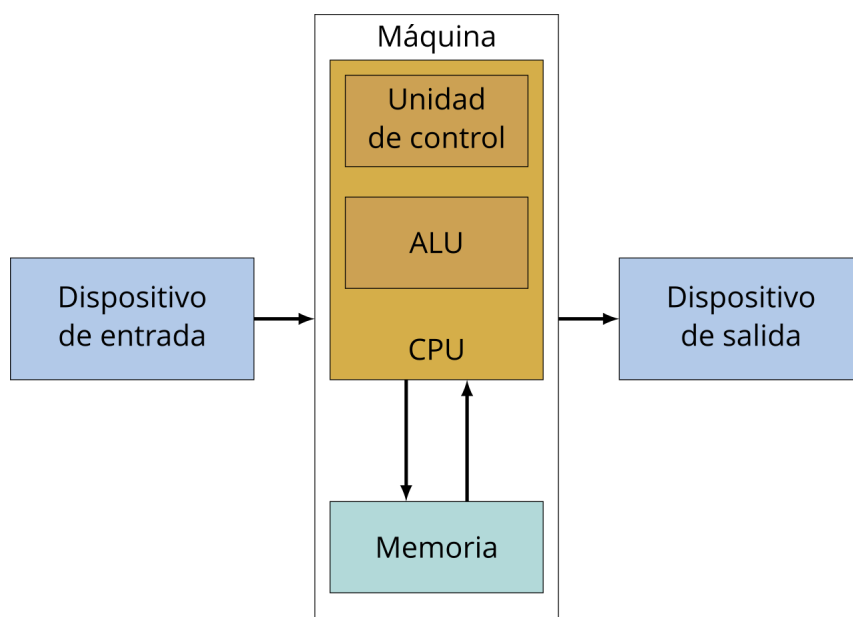 Máquina
Unidad
de control
ALU
CPU
Dispositivo
de entrada
Dispositivo
de salida
Memoria